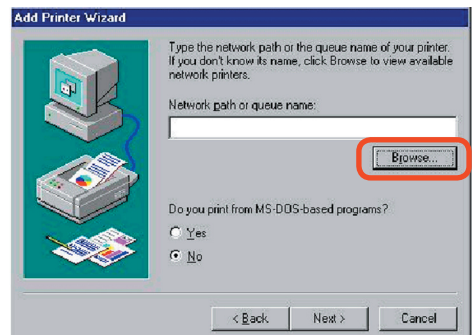 Add Printer Wizard
Type the network path or the queue name of your printer.
If you don't know its name, click Browse to view available
network printers.
Network path or queue name:
Browse...
Do you print from MS-DOS-based programs?
Yes
No
< Back
Next >
Cancel